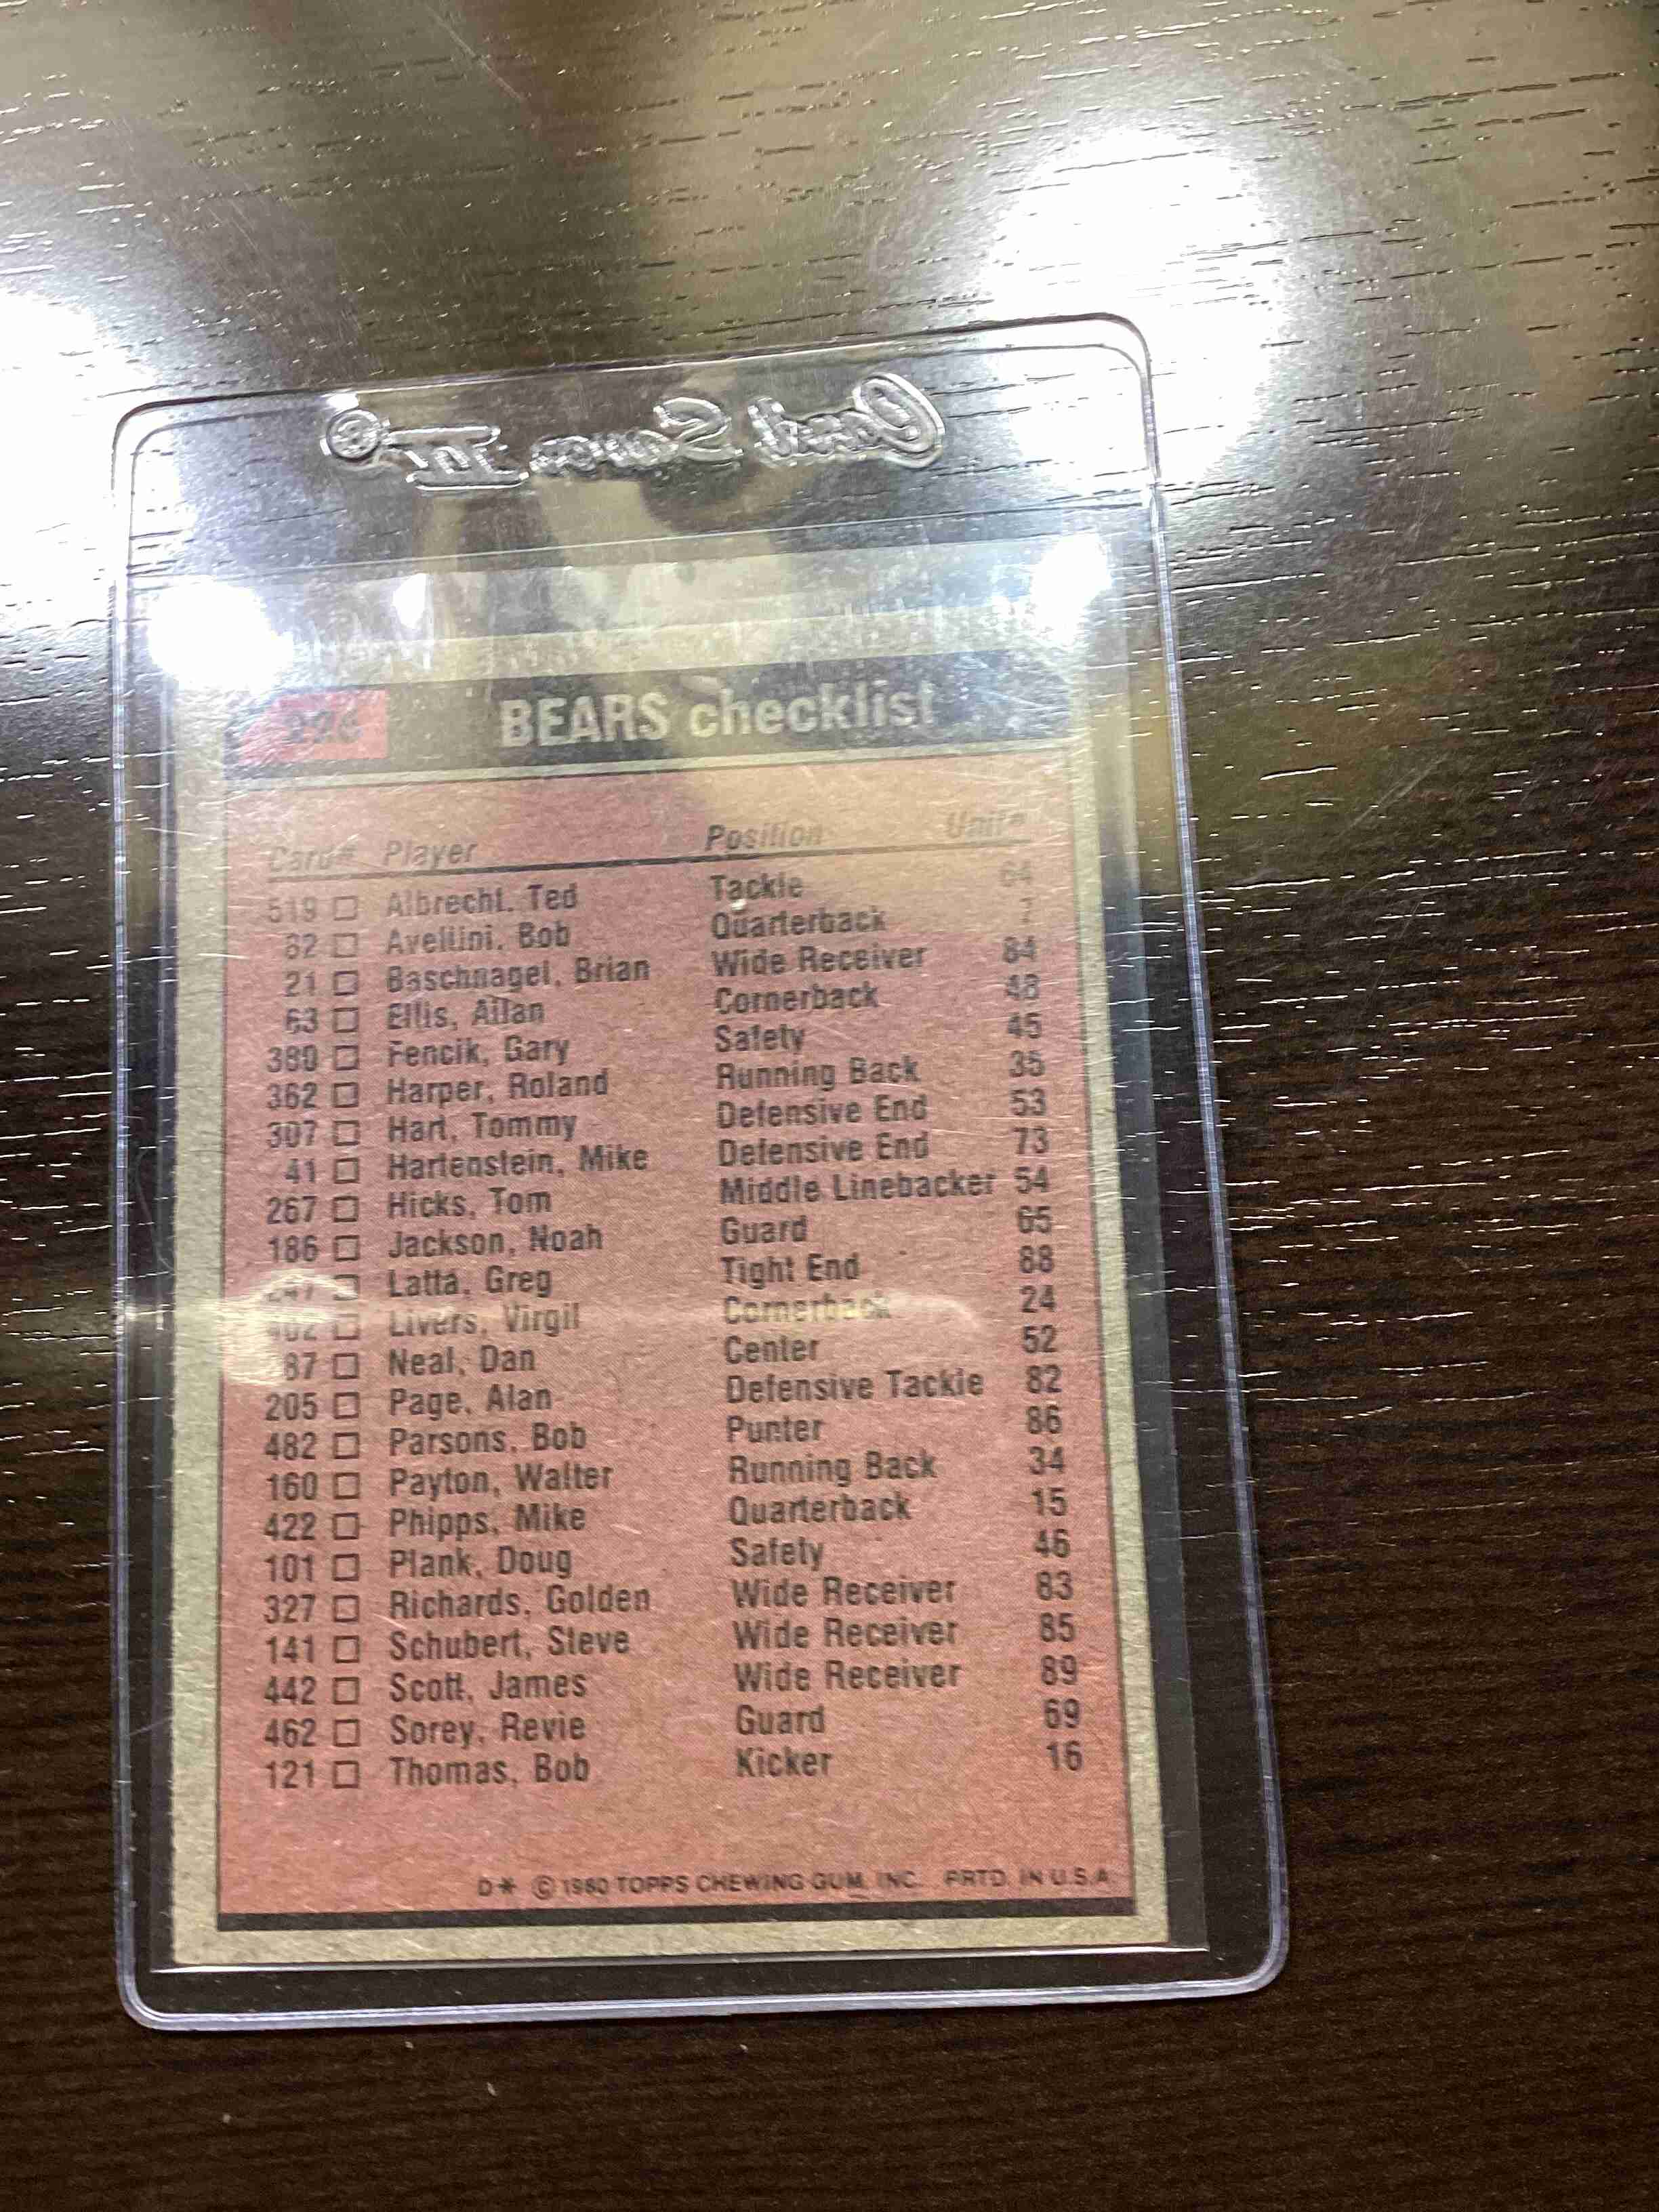 Card Saver III®
BEARS checklist
Card# Player Position Unif#
519 □ Albrecht, Ted Tackle 64
62 □ Avellini, Bob Quarterback 7
21 □ Baschnagel, Brian Wide Receiver 84
63 □ Ellis, Allan Cornerback 48
380 □ Fencik, Gary Safety 45
362 □ Harper, Roland Running Back 35
307 □ Hart, Tommy Defensive End 53
41 □ Hartenstein, Mike Defensive End 73
267 □ Hicks, Tom Middle Linebacker 54
186 □ Jackson, Noah Guard 65
□ Latta, Greg Tight End 88
□ Livers, Virgil Cornerback 24
87 □ Neal, Dan Center 52
205 □ Page, Alan Defensive Tackle 82
482 □ Parsons, Bob Punter 86
160 □ Payton, Walter Running Back 34
422 □ Phipps, Mike Quarterback 15
101 □ Plank, Doug Safety 46
327 □ Richards, Golden Wide Receiver 83
141 □ Schubert, Steve Wide Receiver 85
442 □ Scott, James Wide Receiver 89
462 □ Sorey, Revie Guard 69
121 □ Thomas, Bob Kicker 16
D* © 1980 TOPPS CHEWING GUM, INC. PRTD. IN U.S.A.